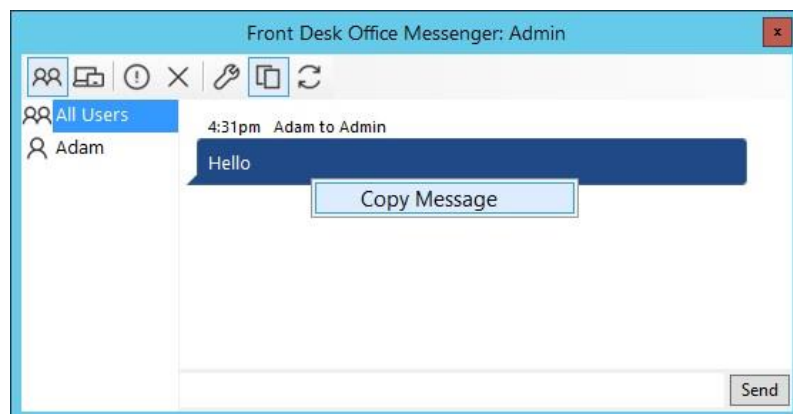 Front Desk Office Messenger: Admin
x
All Users
Adam
4:31pm Adam to Admin
Hello
Copy Message
Send